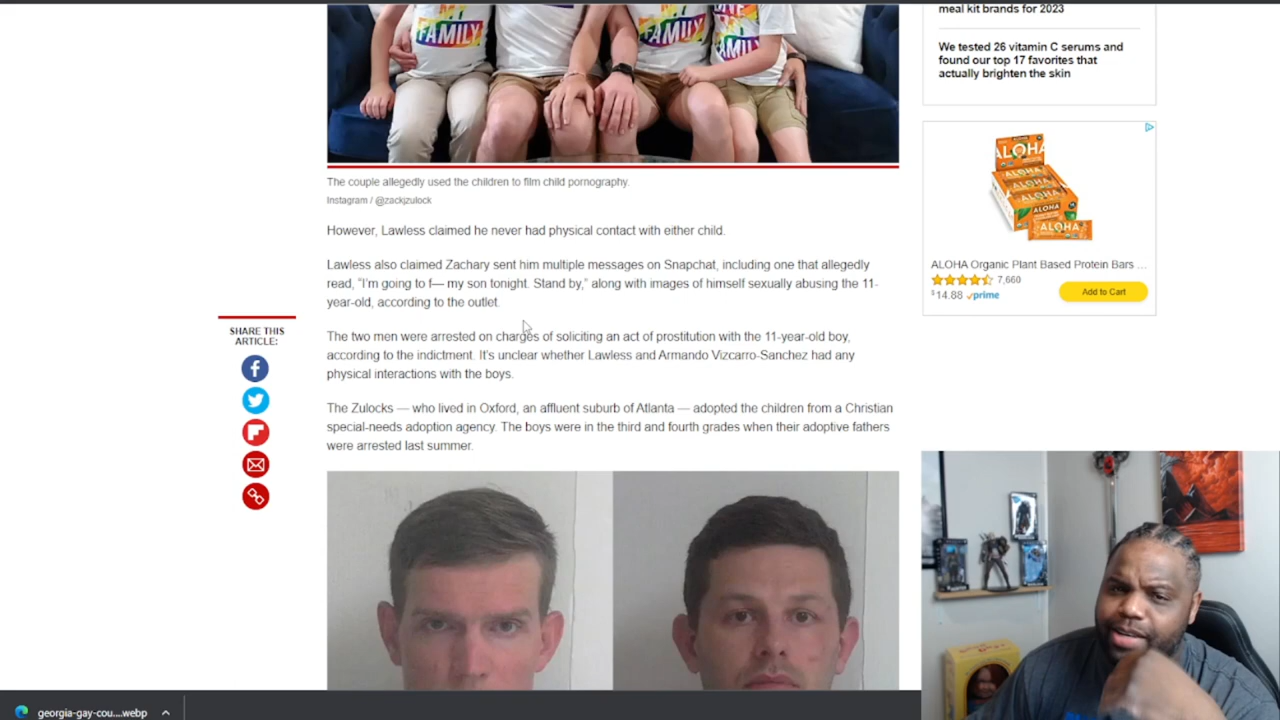 MY
FAMILY
FAMILY
FAMILY
The couple allegedly used the children to film child pornography.
Instagram / @zackjzulock
However, Lawless claimed he never had physical contact with either child.
Lawless also claimed Zachary sent him multiple messages on Snapchat, including one that allegedly
read, “I’m going to f— my son tonight. Stand by,” along with images of himself sexually abusing the 11-
year-old, according to the outlet.
The two men were arrested on charges of soliciting an act of prostitution with the 11-year-old boy,
according to the indictment. It’s unclear whether Lawless and Armando Vizcarro-Sanchez had any
physical interactions with the boys.
The Zulocks — who lived in Oxford, an affluent suburb of Atlanta — adopted the children from a Christian
special-needs adoption agency. The boys were in the third and fourth grades when their adoptive fathers
were arrested last summer.
SHARE THIS
ARTICLE:
meal kit brands for 2023
We tested 26 vitamin C serums and
found our top 17 favorites that
actually brighten the skin
ALOHA
ALOHA
ALOHA
ALOHA Organic Plant Based Protein Bars ...
7,660
$14.88 prime
Add to Cart
georgia-gay-cou....webp